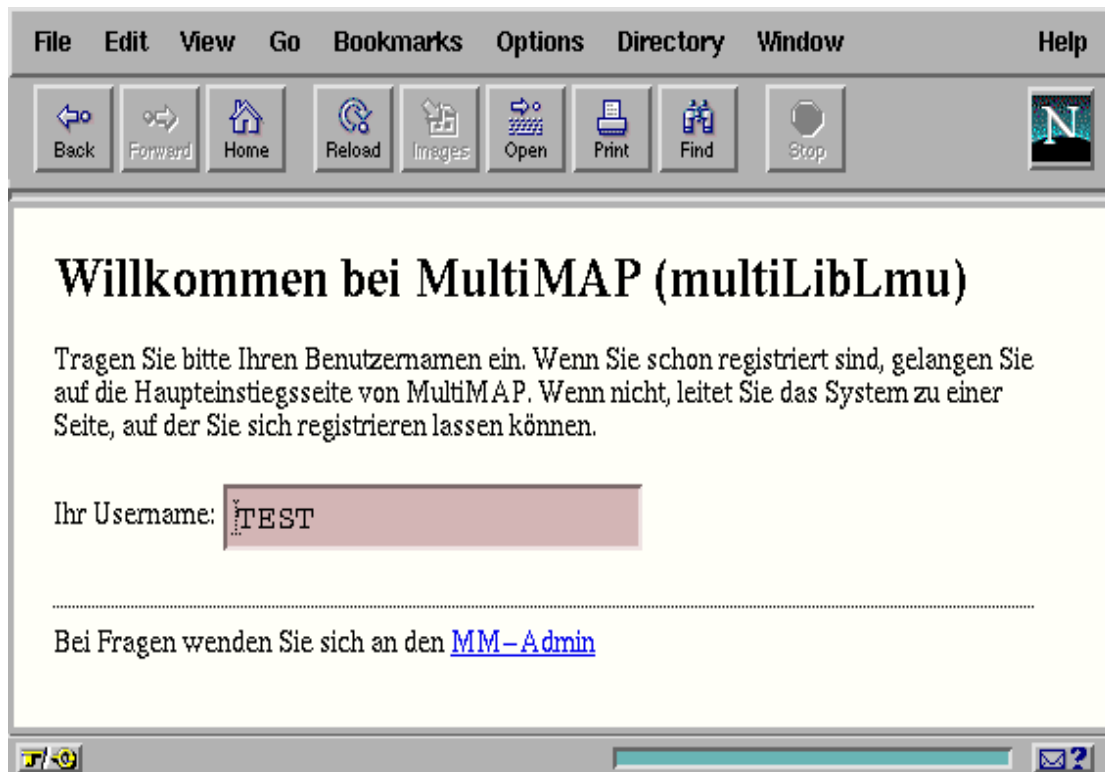 File Edit View Go Bookmarks Options Directory Window Help
Back Forward Home Reload Images Open Print Find Stop N
Willkommen bei MultiMAP (multiLibLmu)
Tragen Sie bitte Ihren Benutzernamen ein. Wenn Sie schon registriert sind, gelangen Sie
auf die Haupteinstiegsseite von MultiMAP. Wenn nicht, leitet Sie das System zu einer
Seite, auf der Sie sich registrieren lassen können.
Ihr Username: TEST
Bei Fragen wenden Sie sich an den MM-Admin
?